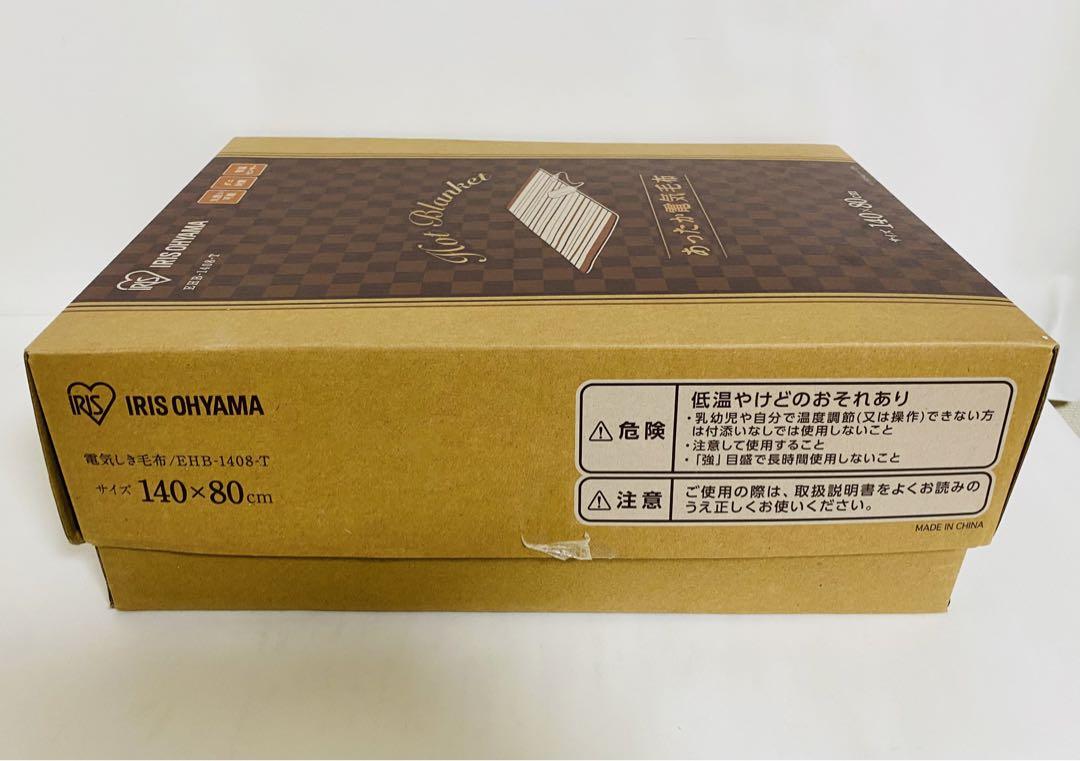 IRIS
IRIS OHYAMA
EHB-1408-T
Hot Blanket
あったか電気毛布
サイズ 140×80cm
IRIS
IRIS OHYAMA
電気しき毛布/EHB-1408-T
サイズ 140×80cm
危険
低温やけどのおそれあり
・乳幼児や自分で温度調節(又は操作)できない方
は付添いなしでは使用しないこと
・注意して使用すること
・「強」目盛で長時間使用しないこと
注意
ご使用の際は、取扱説明書をよくお読みの
うえ正しくお使いください。
MADE IN CHINA